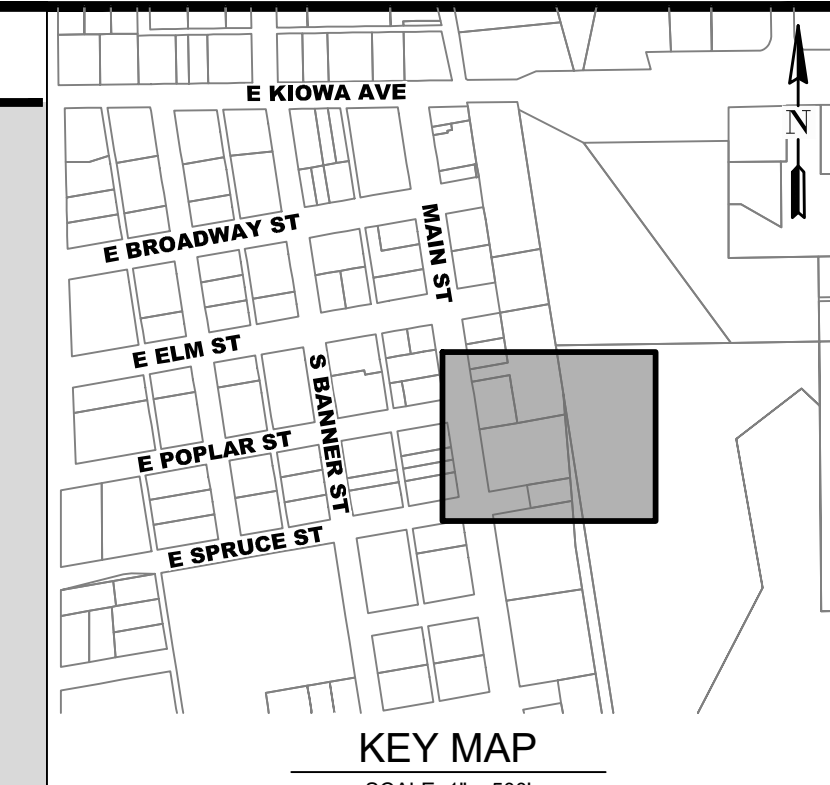 E KIOWA AVE
N
E BROADWAY ST
MAIN ST
E ELM ST
S BANNER ST
E POPLAR ST
E SPRUCE ST
KEY MAP